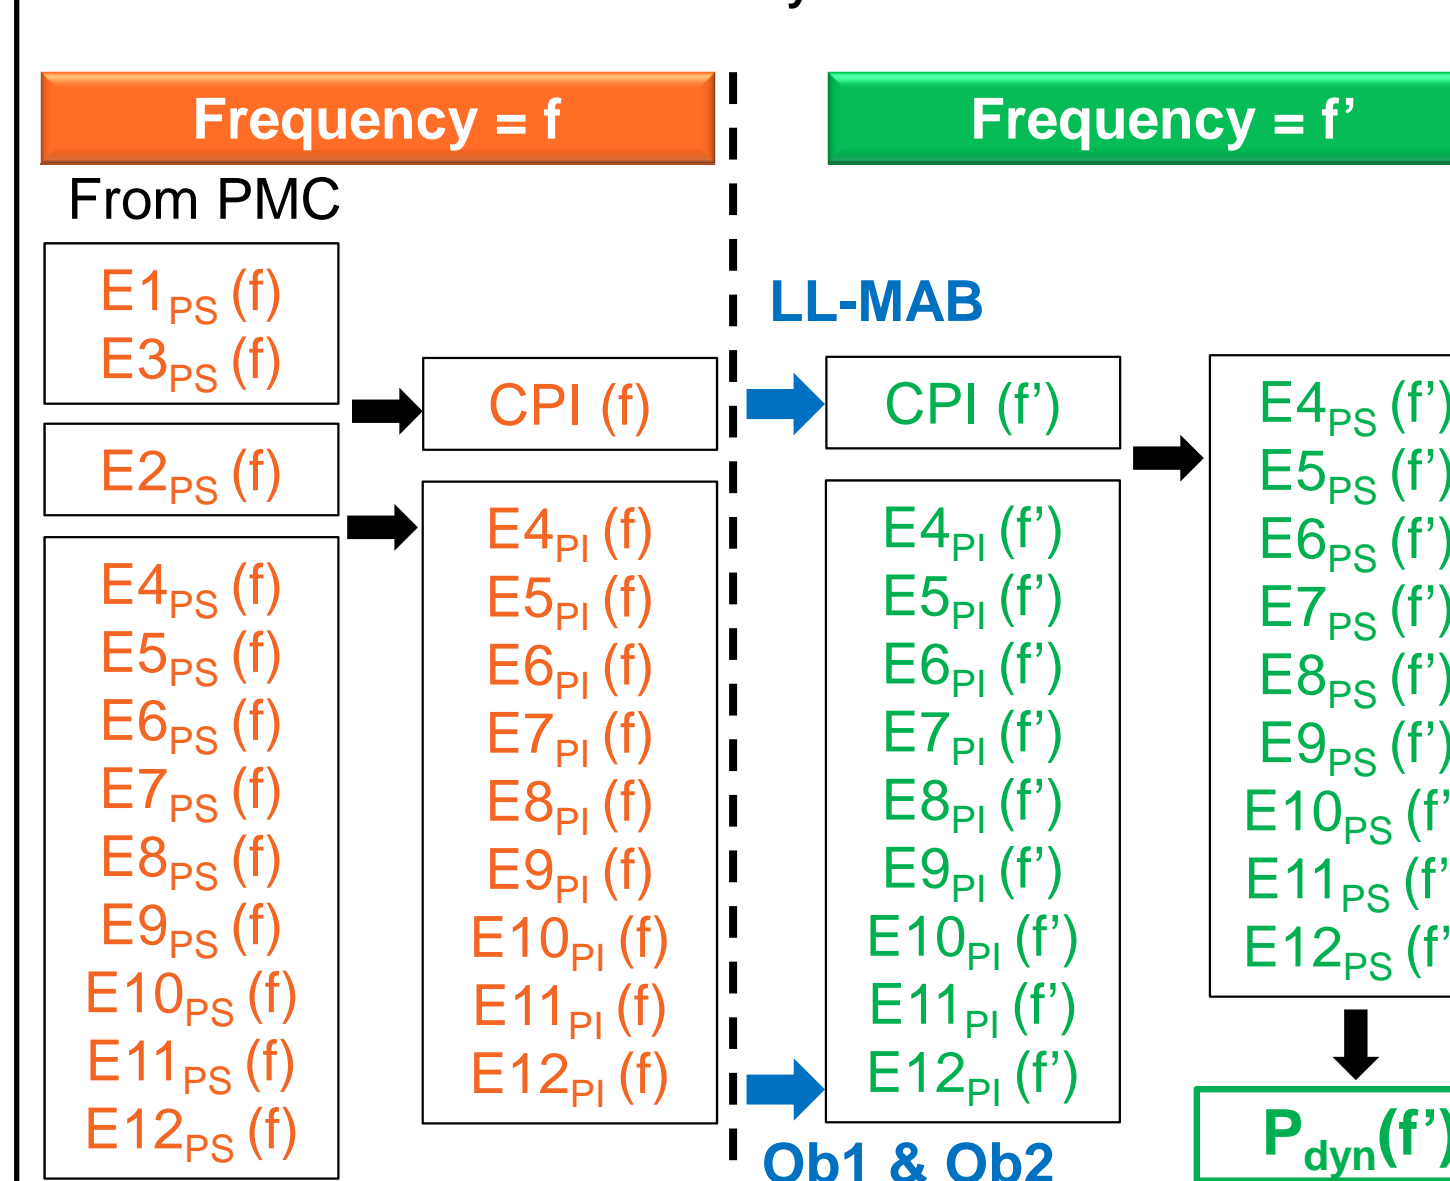 Frequency = f
From PMC
E1PS (f)
E3PS (f)
E2PS (f)
E4PS (f)
E5PS (f)
E6PS (f)
E7PS (f)
E8PS (f)
E9PS (f)
E10PS (f)
E11PS (f)
E12PS (f)
CPI (f)
E4PI (f)
E5PI (f)
E6PI (f)
E7PI (f)
E8PI (f)
E9PI (f)
E10PI (f)
E11PI (f)
E12PI (f)
LL-MAB
Ob1 & Ob2
Frequency = f’
CPI (f’)
E4PI (f’)
E5PI (f’)
E6PI (f’)
E7PI (f’)
E8PI (f’)
E9PI (f’)
E10PI (f’)
E11PI (f’)
E12PI (f’)
E4PS (f’)
E5PS (f’)
E6PS (f’)
E7PS (f’)
E8PS (f’)
E9PS (f’)
E10PS (f’
E11PS (f’
E12PS (f’
Pdyn(f’)